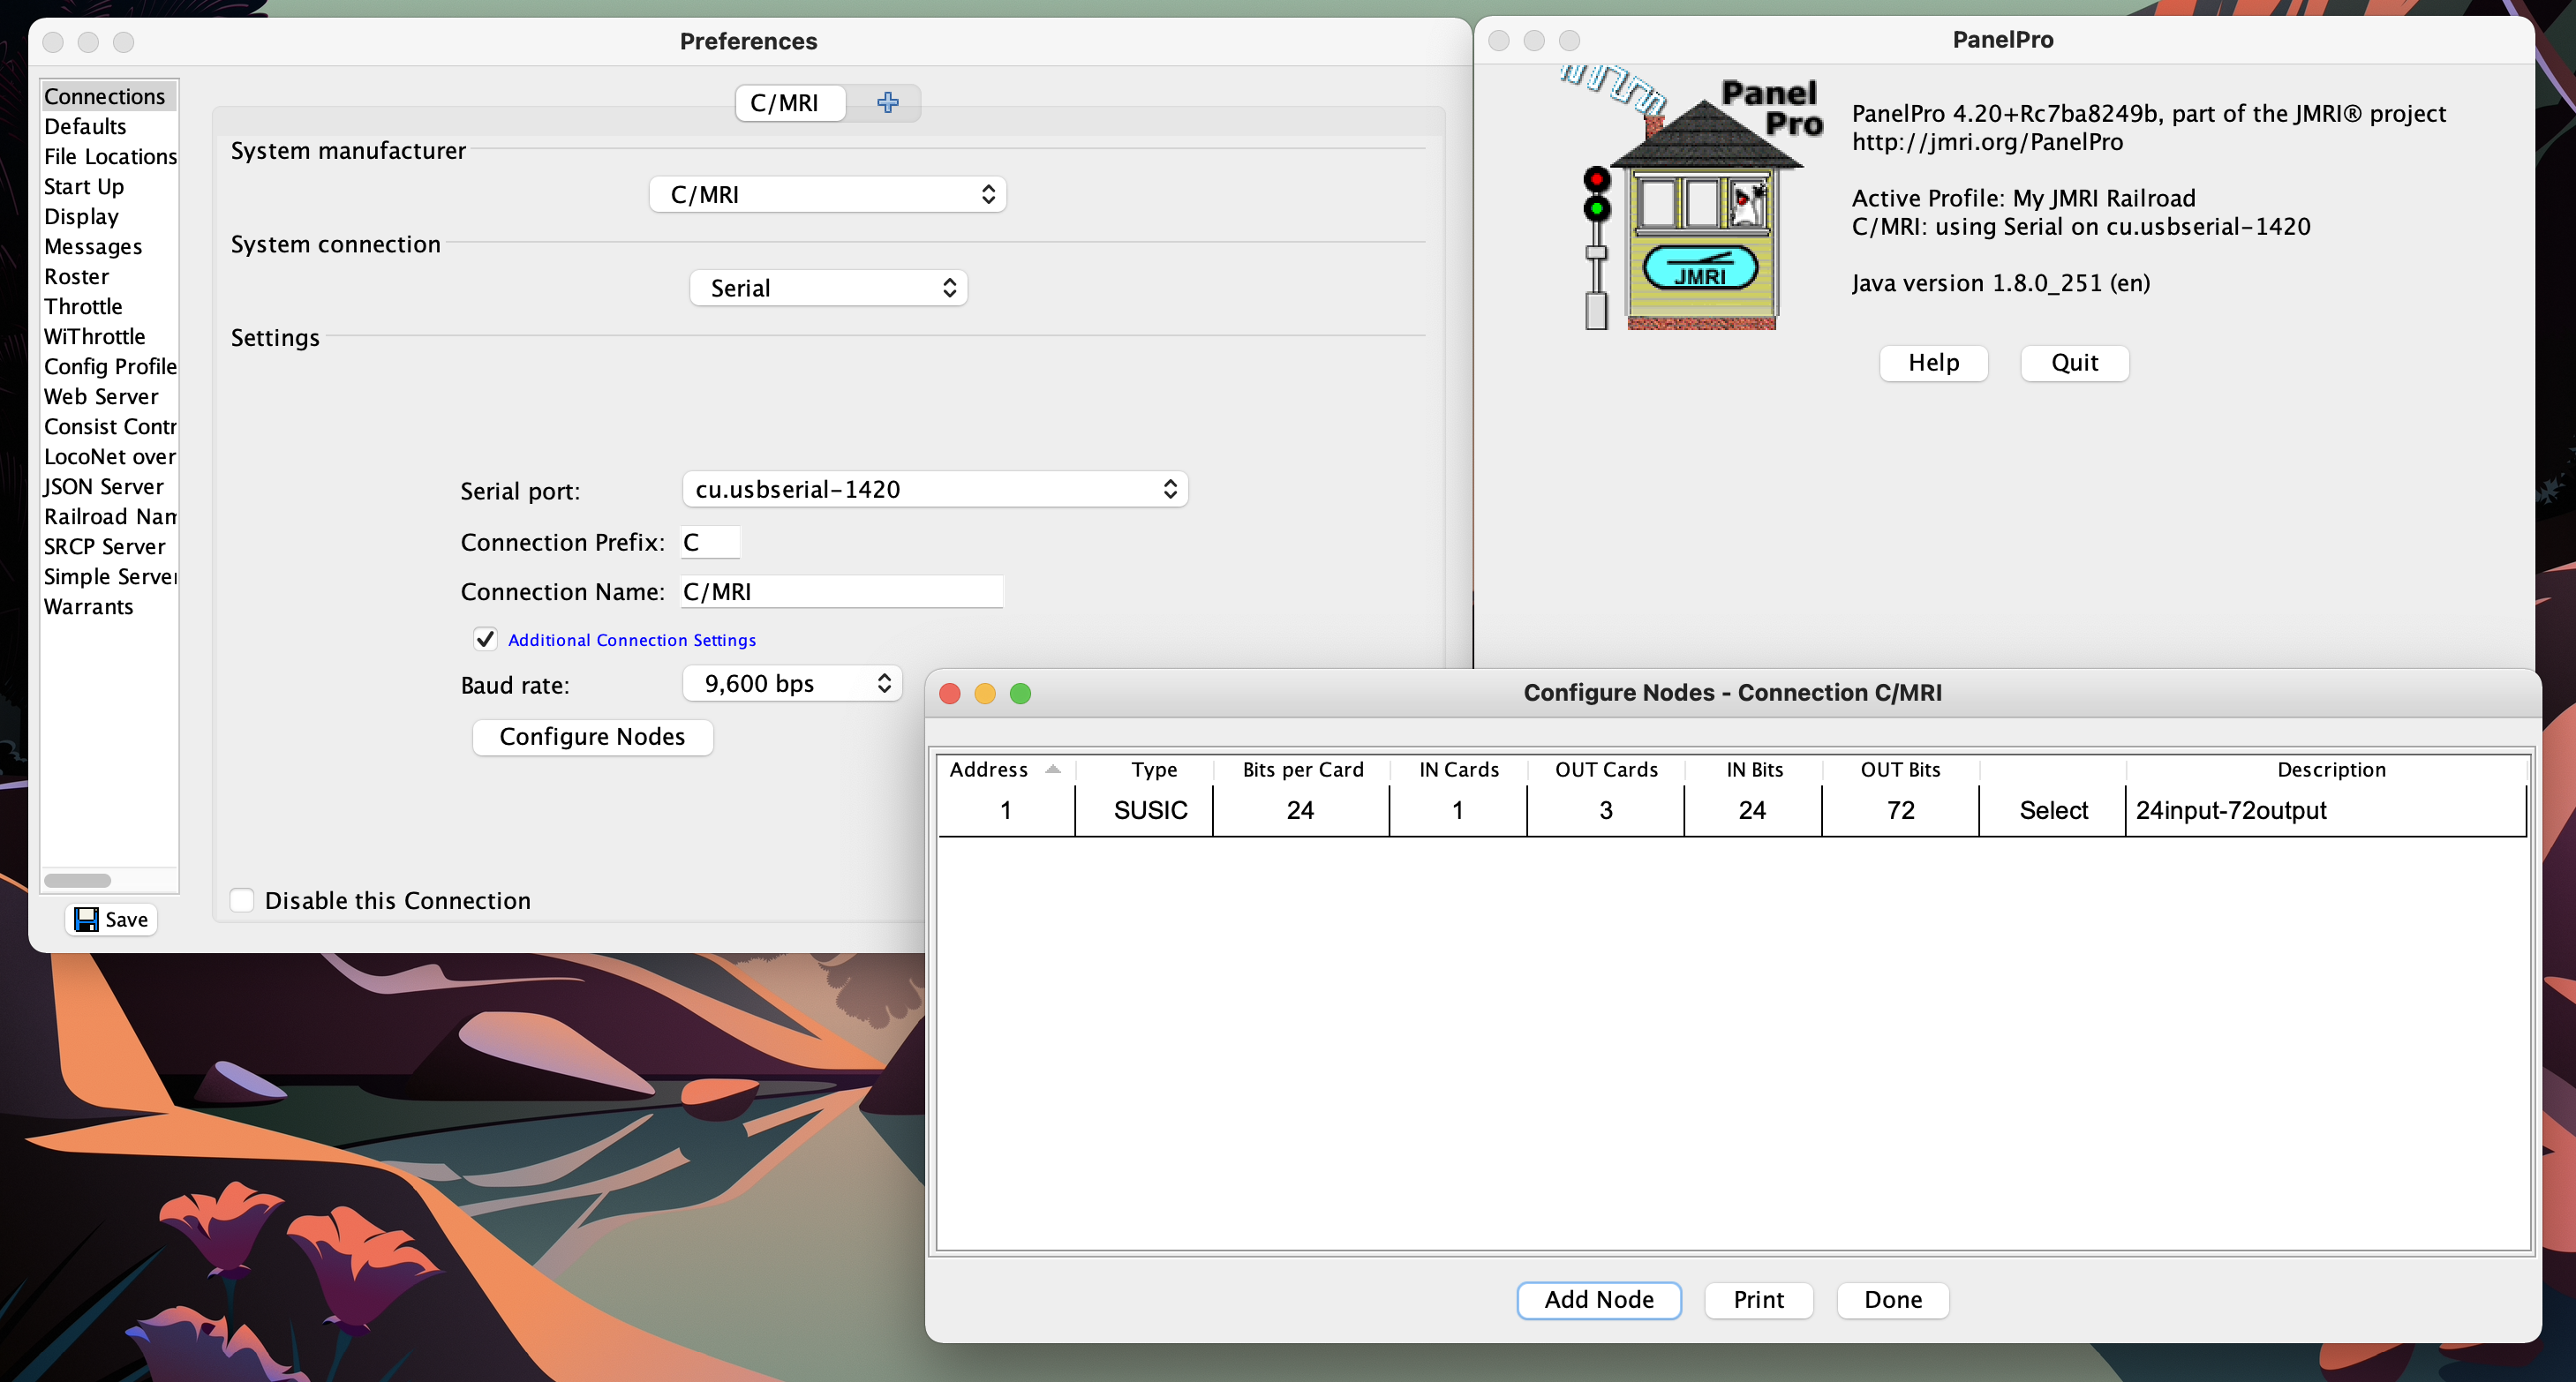 Preferences
Connections
Defaults
File Locations
Start Up
Display
Messages
Roster
Throttle
WiThrottle
Config Profile
Web Server
Consist Contr
LocoNet over
JSON Server
Railroad Nam
SRCP Server
Simple Server
Warrants
Save
C/MRI
System manufacturer
C/MRI
System connection
Serial
Settings
Serial port: cu.usbserial-1420
Connection Prefix: C
Connection Name: C/MRI
Additional Connection Settings
Baud rate: 9,600 bps
Configure Nodes
Disable this Connection
PanelPro
Panel
Pro
JMRI
PanelPro 4.20+Rc7ba8249b, part of the JMRI® project
http://jmri.org/PanelPro
Active Profile: My JMRI Railroad
C/MRI: using Serial on cu.usbserial-1420
Java version 1.8.0_251 (en)
Help Quit
Configure Nodes - Connection C/MRI
Address Type Bits per Card IN Cards OUT Cards IN Bits OUT Bits Description
1 SUSIC 24 1 3 24 72 Select 24input-72output
Add Node Print Done